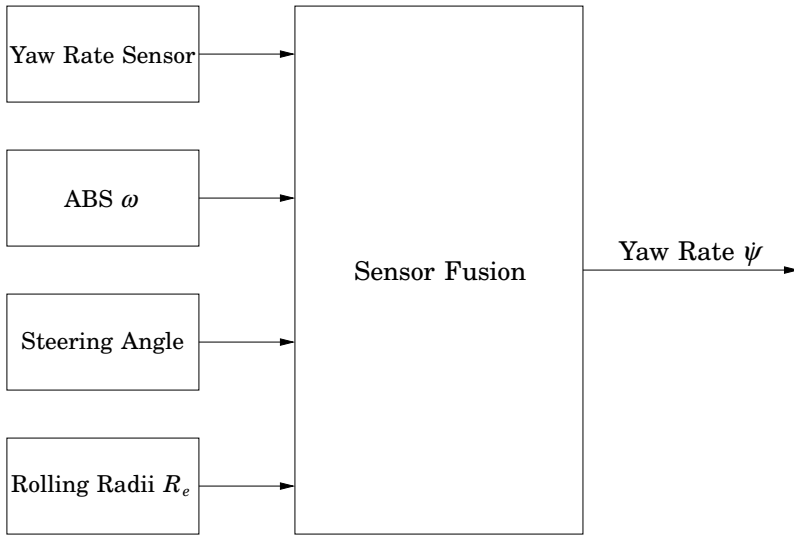 Yaw Rate Sensor
ABS ω
Steering Angle
Rolling Radii Rₑ
Sensor Fusion
Yaw Rate ψ̇